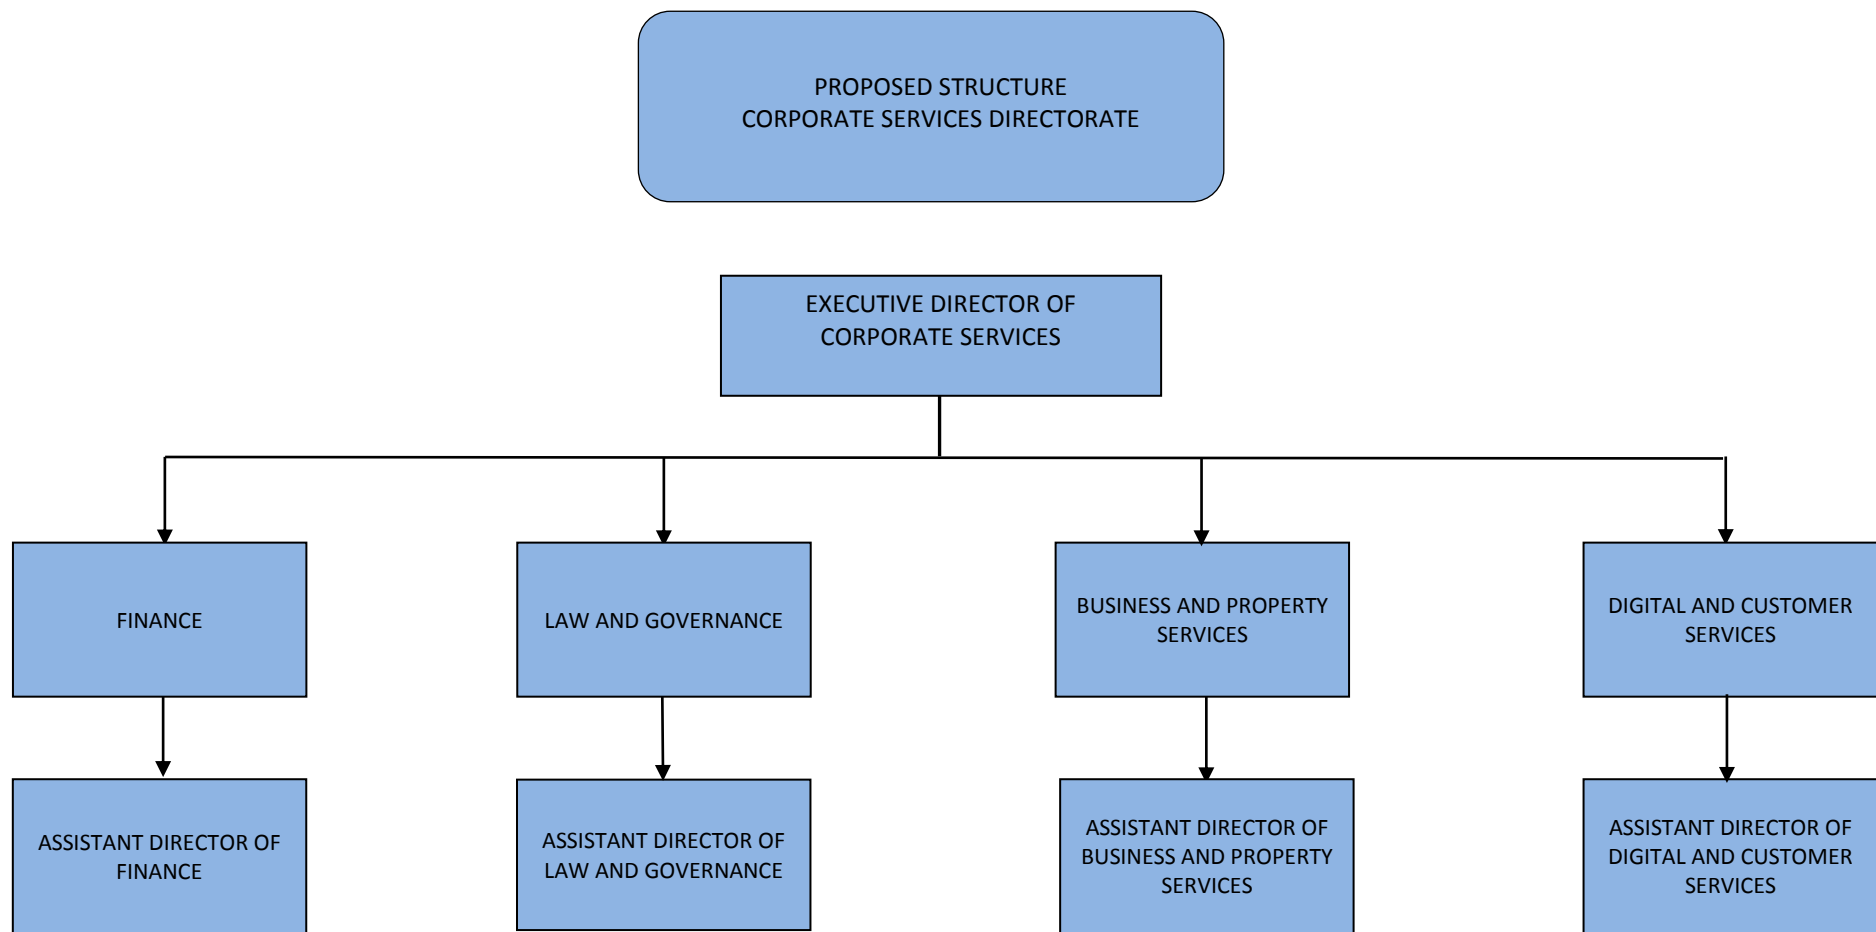 PROPOSED STRUCTURE
CORPORATE SERVICES DIRECTORATE
EXECUTIVE DIRECTOR OF
CORPORATE SERVICES
FINANCE
LAW AND GOVERNANCE
BUSINESS AND PROPERTY
SERVICES
DIGITAL AND CUSTOMER
SERVICES
ASSISTANT DIRECTOR OF
FINANCE
ASSISTANT DIRECTOR OF
LAW AND GOVERNANCE
ASSISTANT DIRECTOR OF
BUSINESS AND PROPERTY
SERVICES
ASSISTANT DIRECTOR OF
DIGITAL AND CUSTOMER
SERVICES